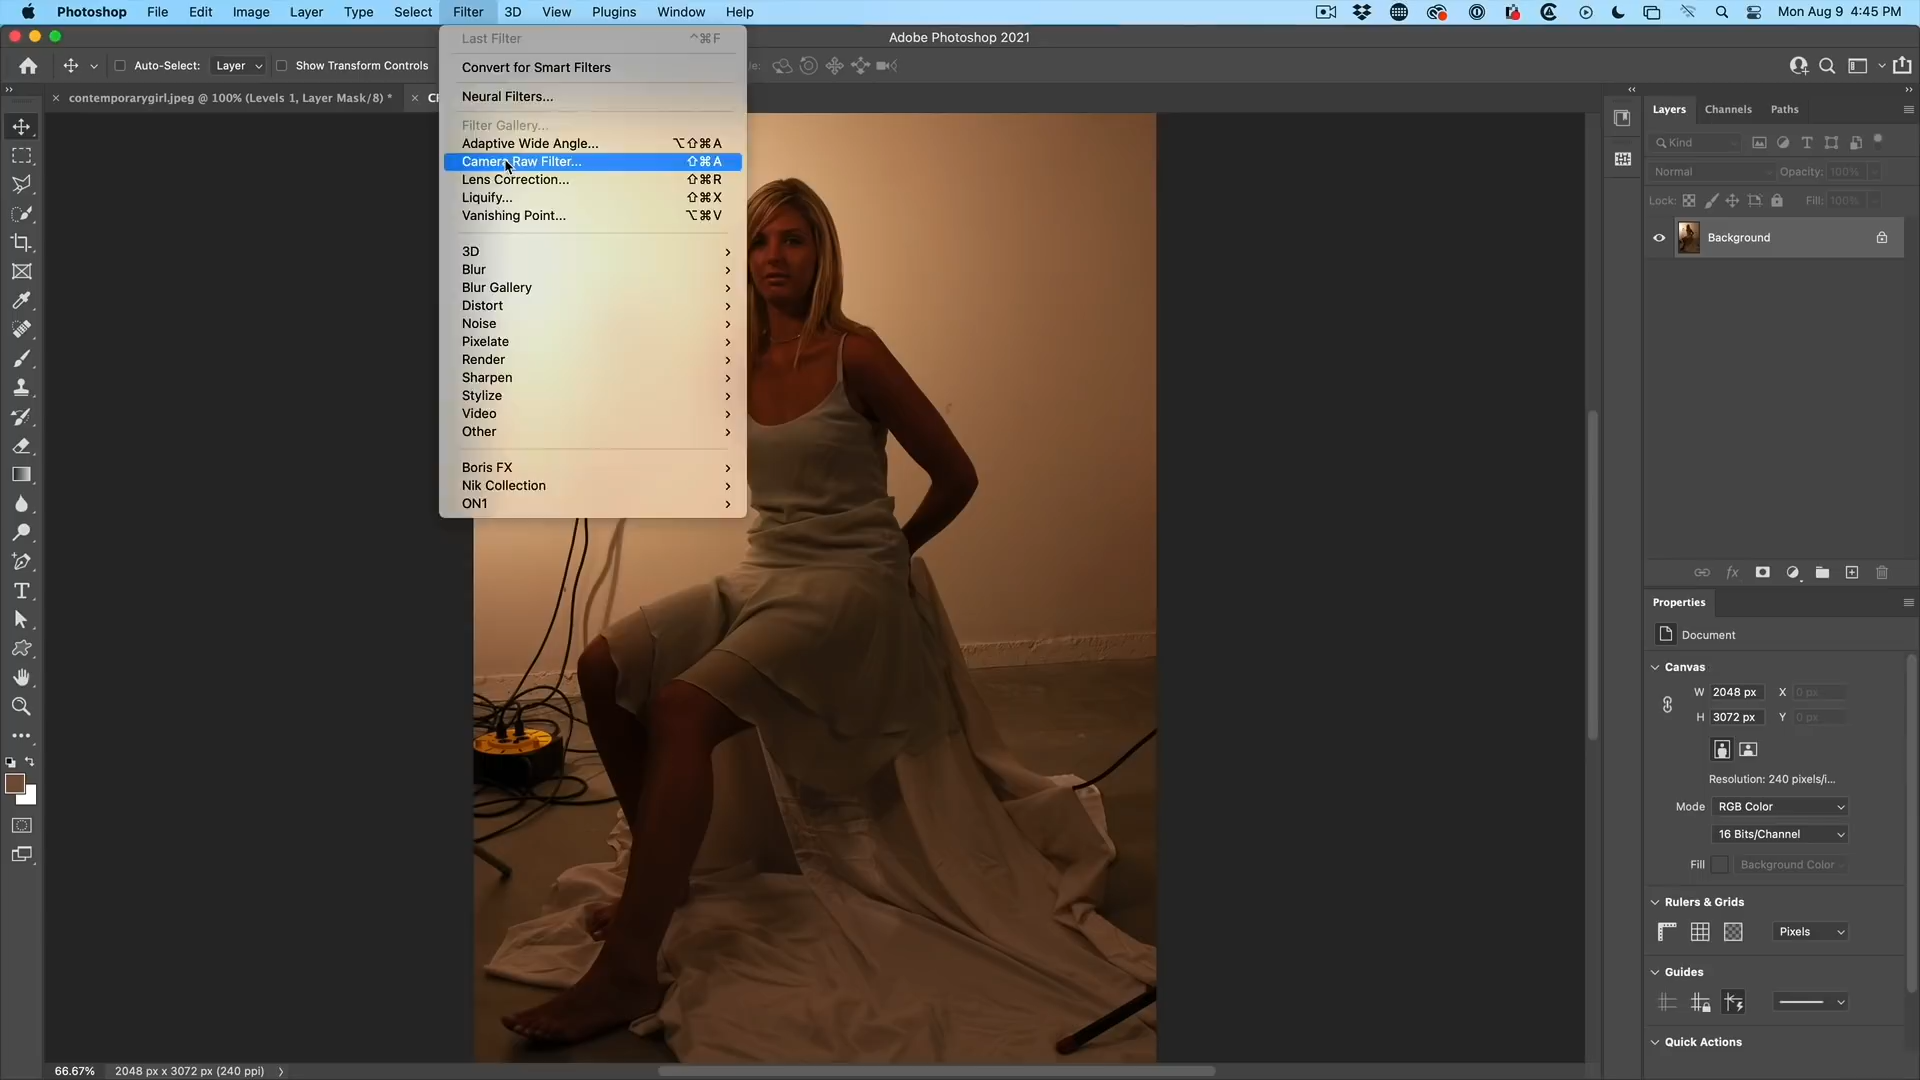 Photoshop File Edit Image Layer Type Select Filter 3D View Plugins Window Help Mon Aug 9 4:45 PM
Adobe Photoshop 2021
Auto-Select: Layer Show Transform Controls
contemporarygirl.jpeg @ 100% (Levels 1, Layer Mask/8) *
Last Filter ^⌘F
Convert for Smart Filters
Neural Filters...
Filter Gallery...
Adaptive Wide Angle... ⌥⇧⌘A
Camera Raw Filter... ⇧⌘A
Lens Correction... ⇧⌘R
Liquify... ⇧⌘X
Vanishing Point... ⌥⌘V
3D
Blur
Blur Gallery
Distort
Noise
Pixelate
Render
Sharpen
Stylize
Video
Other
Boris FX
Nik Collection
ON1
Layers Channels Paths
Kind
Normal Opacity: 100%
Lock: Fill: 100%
Background
Properties
Document
Canvas
W 2048 px X 0 px
H 3072 px Y 0 px
Resolution: 240 pixels/i...
Mode RGB Color
16 Bits/Channel
Fill Background Color
Rulers & Grids
Pixels
Guides
Quick Actions
66.67% 2048 px x 3072 px (240 ppi)